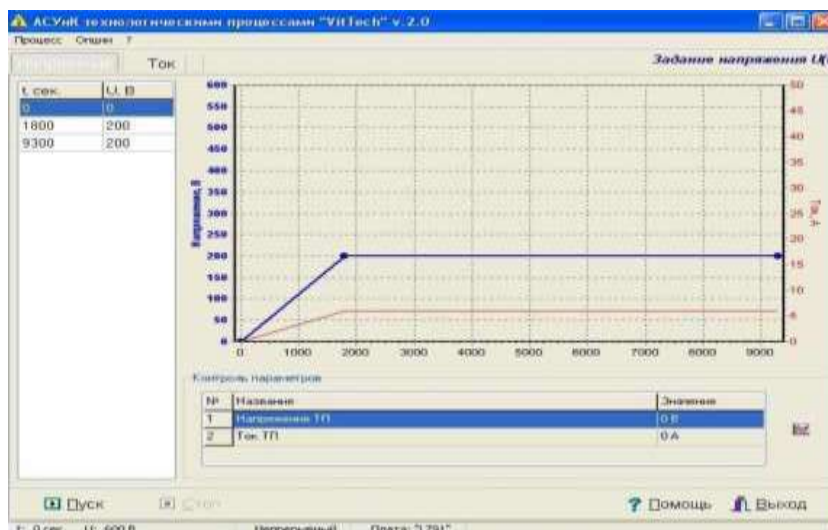 АСУиК технологическими процессами "VitTech" v.2.0
Процесс Опции ?
Ток
Задание напряжения U(
t, сек. U, В
0 0
1800 200
9300 200
600
550
500
450
400
350
300
250
200
150
100
50
0
Напряжение, В
50
45
40
35
30
25
20
15
10
5
0
Ток, А
0 1000 2000 3000 4000 5000 6000 7000 8000 9000
Контроль параметров
№ Название Значение
1 Напряжение ТП 0 В
2 Ток ТП 0 А
Пуск Стоп Помощь Выход
t: 0 сек. U: 600 В Непрерывный Плата: "L791"